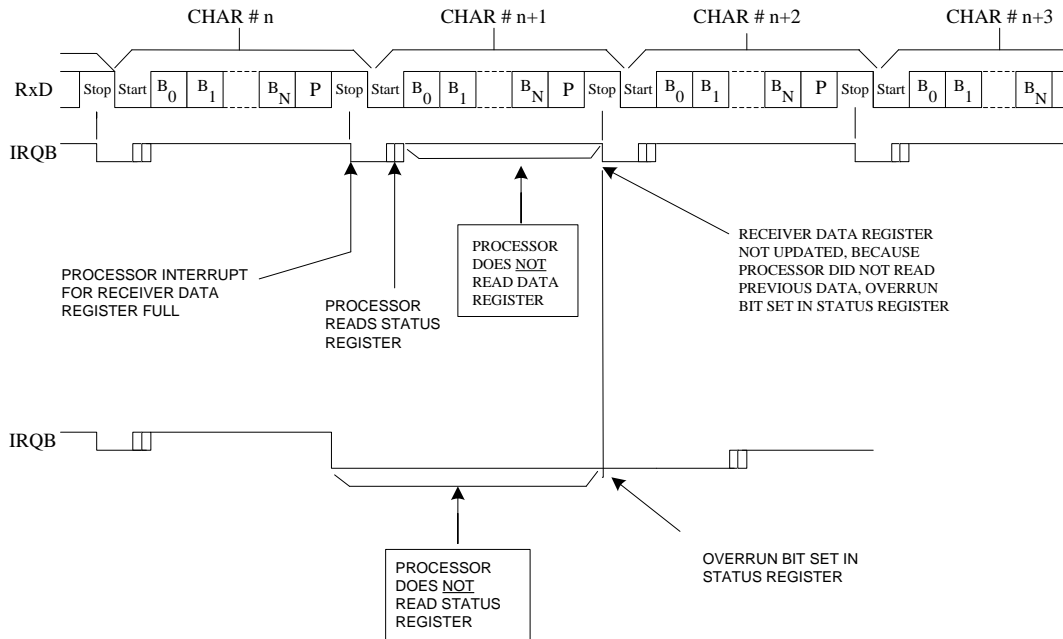 CHAR # n CHAR # n+1 CHAR # n+2 CHAR # n+3
RxD Stop Start B0 B1 BN P Stop Start B0 B1 BN P Stop Start B0 B1 BN P Stop Start B0 B1 BN
IRQB
PROCESSOR INTERRUPT
FOR RECEIVER DATA
REGISTER FULL
PROCESSOR
READS STATUS
REGISTER
PROCESSOR
DOES NOT
READ DATA
REGISTER
RECEIVER DATA REGISTER
NOT UPDATED, BECAUSE
PROCESSOR DID NOT READ
PREVIOUS DATA, OVERRUN
BIT SET IN STATUS REGISTER
IRQB
PROCESSOR
DOES NOT
READ STATUS
REGISTER
OVERRUN BIT SET IN
STATUS REGISTER